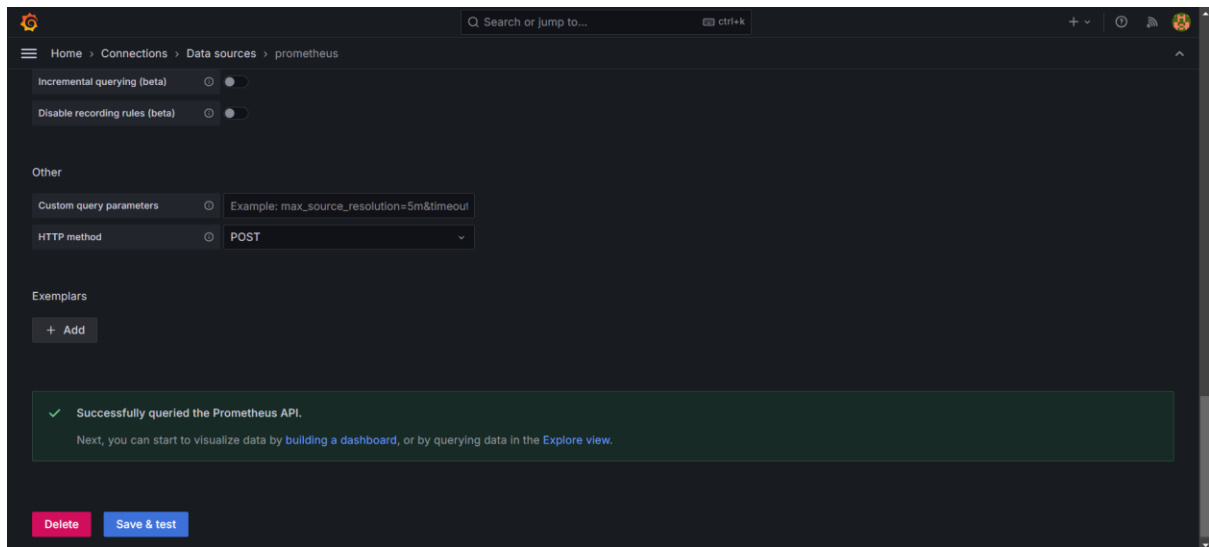 Search or jump to...
ctrl+k
Home › Connections › Data sources › prometheus
Incremental querying (beta)
Disable recording rules (beta)
Other
Custom query parameters
Example: max_source_resolution=5m&timeout
HTTP method
POST
Exemplars
+ Add
Successfully queried the Prometheus API.
Next, you can start to visualize data by building a dashboard, or by querying data in the Explore view.
Delete
Save & test